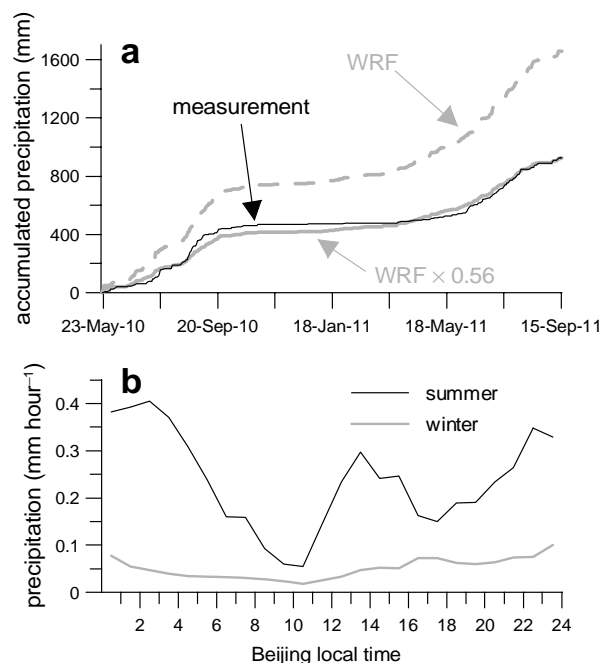 a
accumulated precipitation (mm)
1600
1200
800
400
0
WRF
measurement
WRF × 0.56
23-May-10 20-Sep-10 18-Jan-11 18-May-11 15-Sep-11
b
precipitation (mm hour⁻¹)
0.4
0.3
0.2
0.1
0
summer
winter
2 4 6 8 10 12 14 16 18 20 22 24
Beijing local time